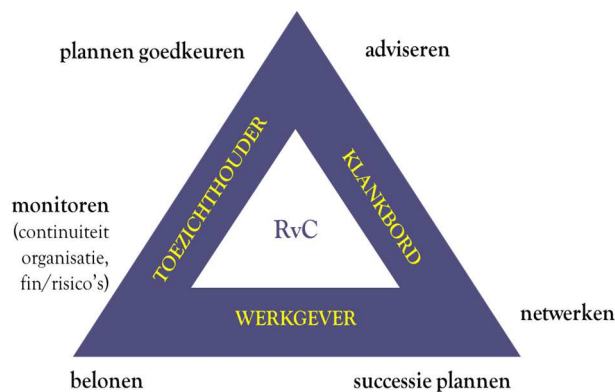 plannen goedkeuren
adviseren
TOEZICHTHOUDER
KLANKBORD
monitoren
(continuiteit
organisatie,
fin/risico's)
RvC
WERKGEVER
netwerken
belonen
successie plannen